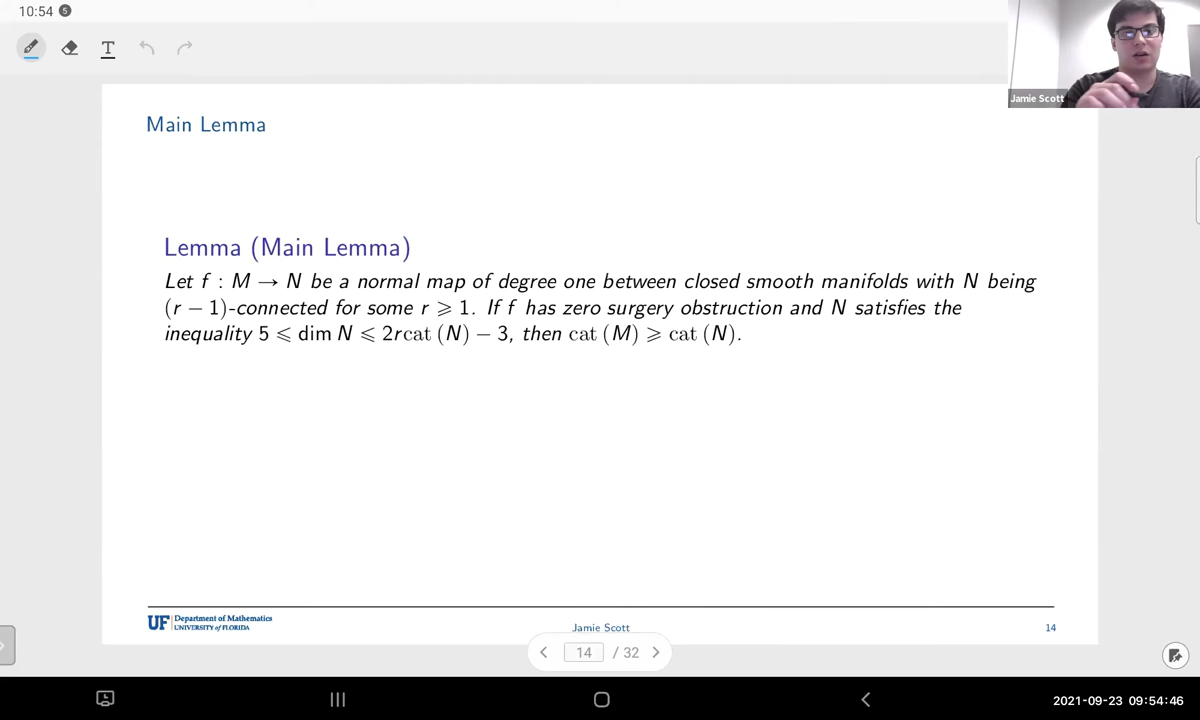 10:54 5
T
Jamie Scott
Main Lemma
Lemma (Main Lemma)
Let f : M → N be a normal map of degree one between closed smooth manifolds with N being
(r − 1)-connected for some r ⩾ 1. If f has zero surgery obstruction and N satisfies the
inequality 5 ⩽ dim N ⩽ 2rcat (N) − 3, then cat (M) ⩾ cat (N).
UF Department of Mathematics
UNIVERSITY of FLORIDA
Jamie Scott
14
14 / 32
2021-09-23 09:54:46